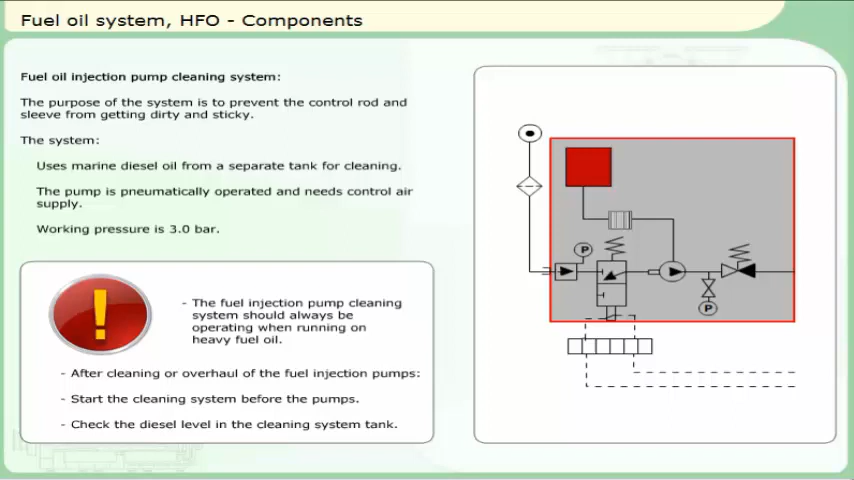 Fuel oil system, HFO - Components
Fuel oil injection pump cleaning system:
The purpose of the system is to prevent the control rod and
sleeve from getting dirty and sticky.
The system:
Uses marine diesel oil from a separate tank for cleaning.
The pump is pneumatically operated and needs control air
supply.
Working pressure is 3.0 bar.
- The fuel injection pump cleaning
system should always be
operating when running on
heavy fuel oil.
- After cleaning or overhaul of the fuel injection pumps:
- Start the cleaning system before the pumps.
- Check the diesel level in the cleaning system tank.
P
P